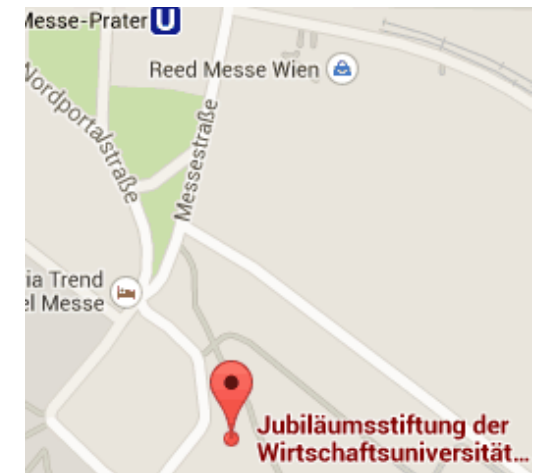 Messe-Prater U
Reed Messe Wien
Nordportalstraße
Messestraße
ia Trend
el Messe
Jubiläumsstiftung der
Wirtschaftsuniversität...